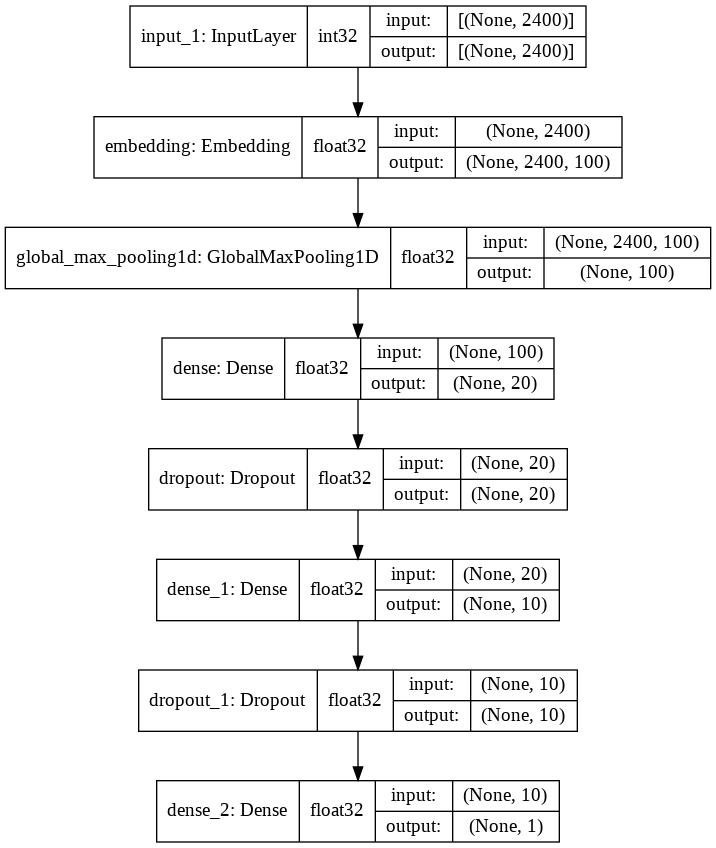 input_1: InputLayer int32 input: [(None, 2400)]
output: [(None, 2400)]
embedding: Embedding float32 input: (None, 2400)
output: (None, 2400, 100)
global_max_pooling1d: GlobalMaxPooling1D float32 input: (None, 2400, 100)
output: (None, 100)
dense: Dense float32 input: (None, 100)
output: (None, 20)
dropout: Dropout float32 input: (None, 20)
output: (None, 20)
dense_1: Dense float32 input: (None, 20)
output: (None, 10)
dropout_1: Dropout float32 input: (None, 10)
output: (None, 10)
dense_2: Dense float32 input: (None, 10)
output: (None, 1)